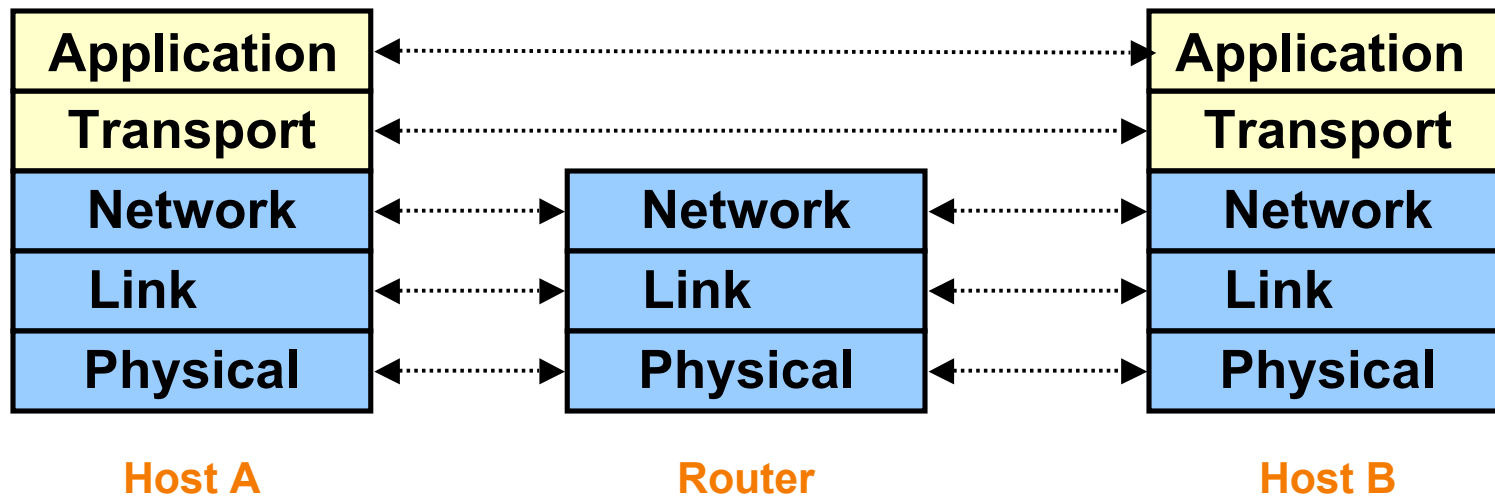 Application Application
Transport Transport
Network Network Network
Link Link Link
Physical Physical Physical
Host A Router Host B